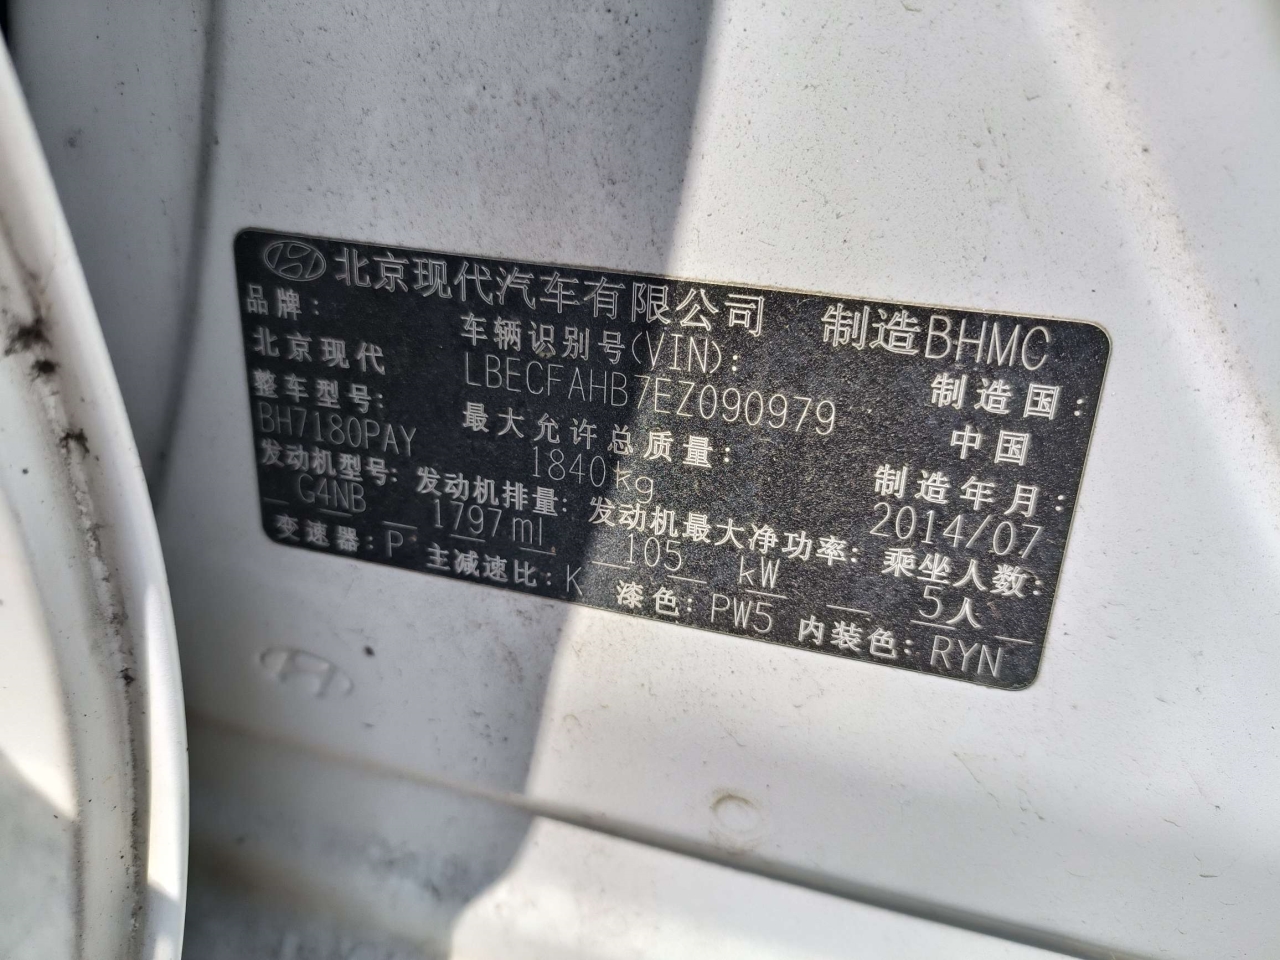 北京现代汽车有限公司 制造BHMC
品牌: 车辆识别号(VIN): 制造国:
北京现代 LBECFAHB7EZ090979 中国
整车型号: 最大允许总质量: 制造年月:
BH7180PAY 1840kg 2014/07
发动机型号: 发动机排量: 发动机最大净功率: 乘坐人数:
G4NB 1797ml 105 kW 5人
变速器: P 主减速比: K 漆色: PW5 内装色: RYN